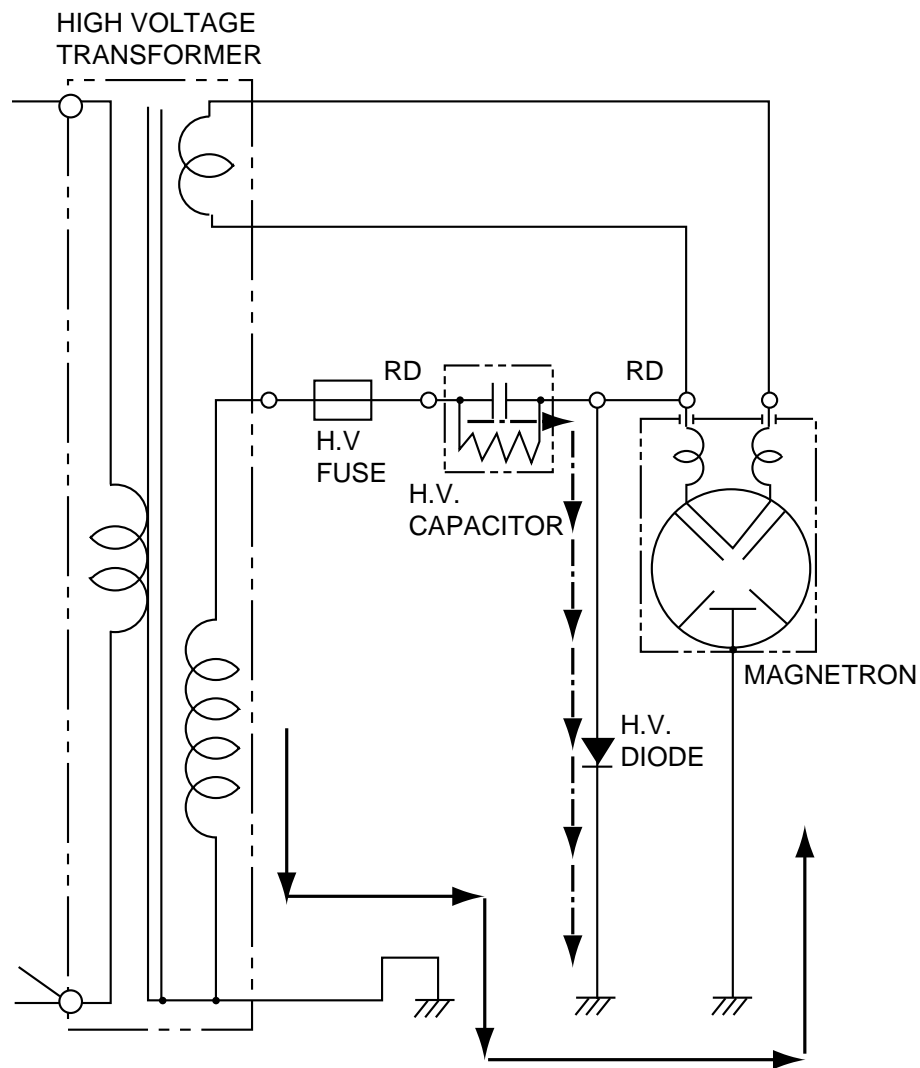 HIGH VOLTAGE
TRANSFORMER
RD
RD
H.V
FUSE
H.V.
CAPACITOR
MAGNETRON
H.V.
DIODE